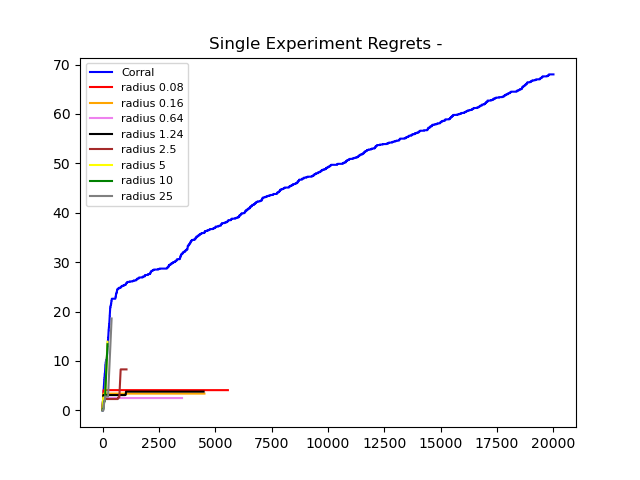 Single Experiment Regrets -
70
60
50
40
30
20
10
0
Corral
radius 0.08
radius 0.16
radius 0.64
radius 1.24
radius 2.5
radius 5
radius 10
radius 25
0 2500 5000 7500 10000 12500 15000 17500 20000